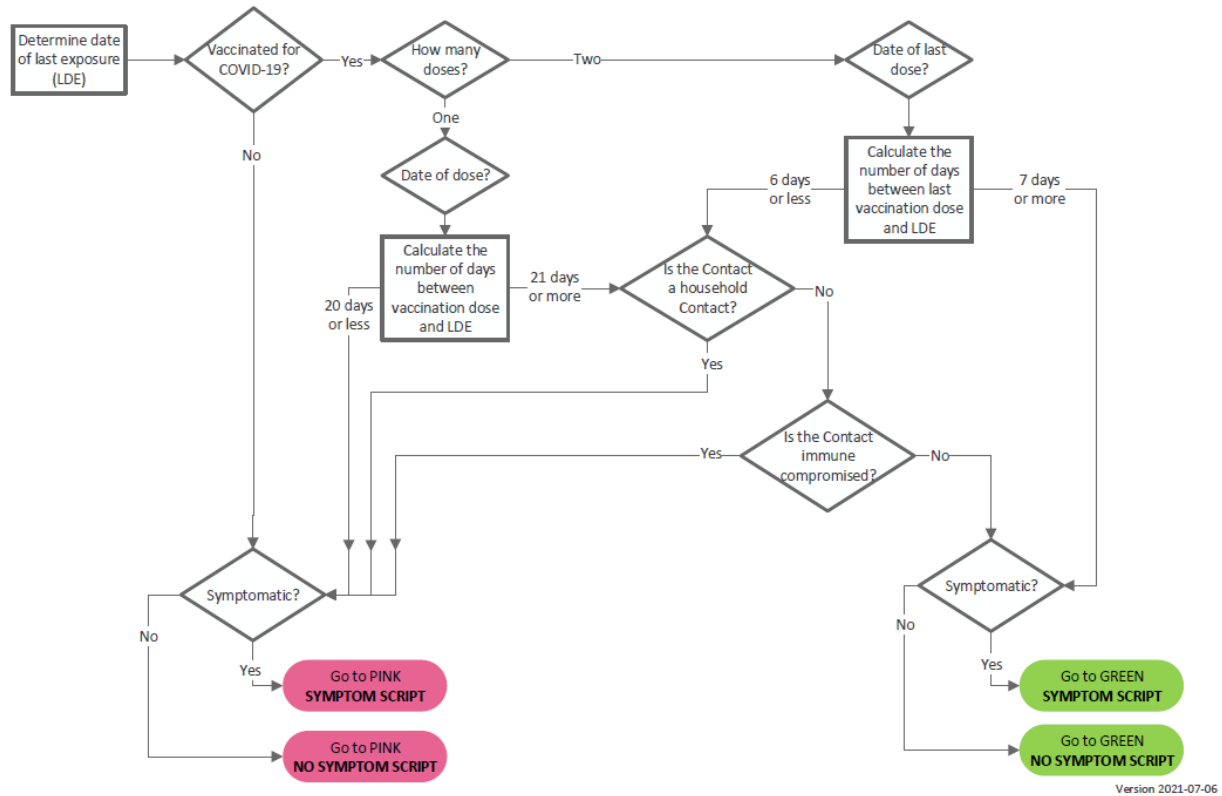 Determine date
of last exposure
(LDE)
Vaccinated for
COVID-19?
Yes
How many
doses?
Two
Date of last
dose?
One
No
Date of dose?
Calculate the
number of days
between last
vaccination dose
and LDE
6 days
or less
7 days
or more
Calculate the
number of days
between
vaccination dose
and LDE
21 days
or more
20 days
or less
Is the Contact
a household
Contact?
No
Yes
Is the Contact
immune
compromised?
Yes
No
Symptomatic?
No
Yes
Go to PINK
SYMPTOM SCRIPT
Go to PINK
NO SYMPTOM SCRIPT
Symptomatic?
No
Yes
Go to GREEN
SYMPTOM SCRIPT
Go to GREEN
NO SYMPTOM SCRIPT
Version 2021-07-06